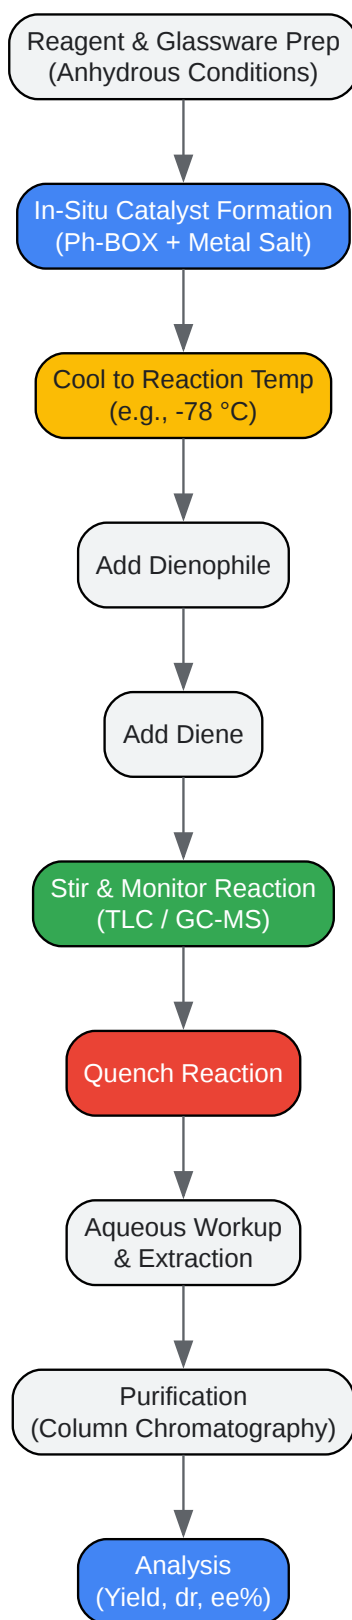 Reagent & Glassware Prep
(Anhydrous Conditions)
In-Situ Catalyst Formation
(Ph-BOX + Metal Salt)
Cool to Reaction Temp
(e.g., -78 °C)
Add Dienophile
Add Diene
Stir & Monitor Reaction
(TLC / GC-MS)
Quench Reaction
Aqueous Workup
& Extraction
Purification
(Column Chromatography)
Analysis
(Yield, dr, ee%)